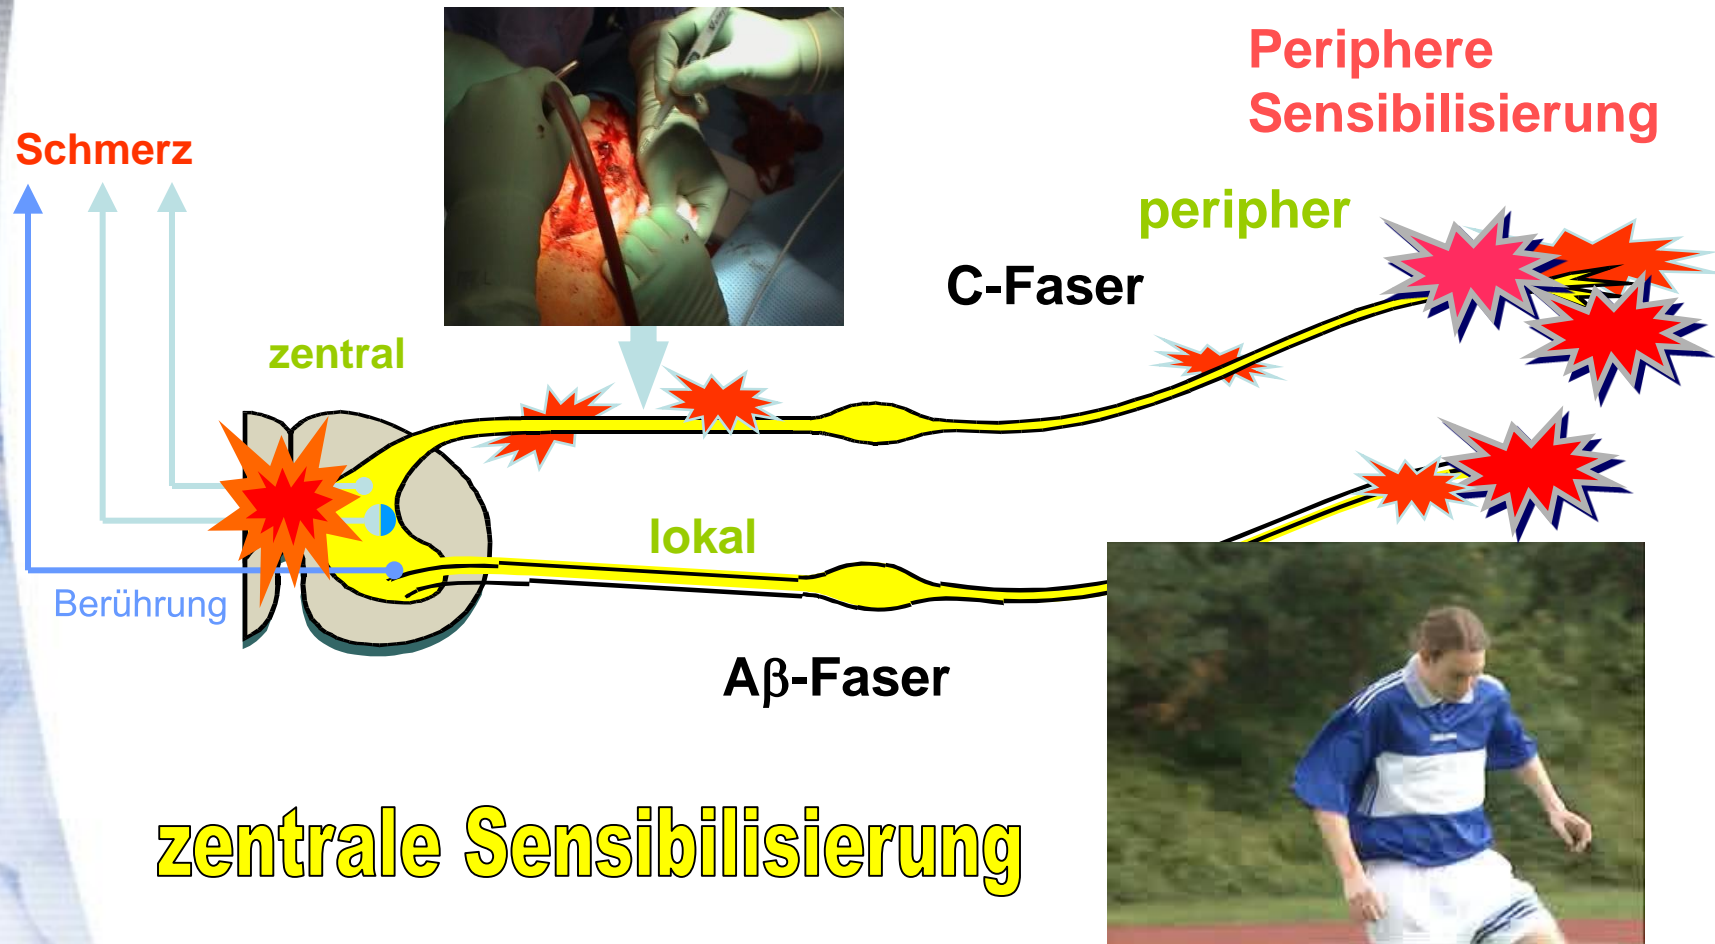 Periphere
Sensibilisierung
Schmerz
peripher
C-Faser
zentral
lokal
Berührung
Aβ-Faser
zentrale Sensibilisierung